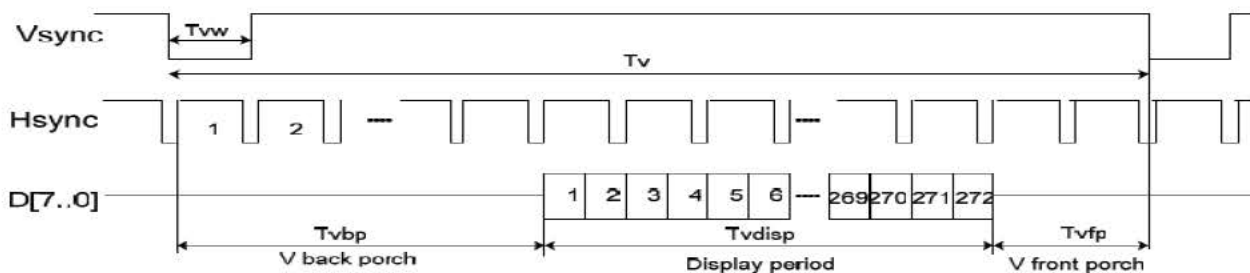 Vsync
Tvw
Tv
Hsync
1 2 ---- ----
D[7..0]
1 2 3 4 5 6 ---- 269 270 271 272
Tvbp Tvdisp Tvfp
V back porch Display period V front porch